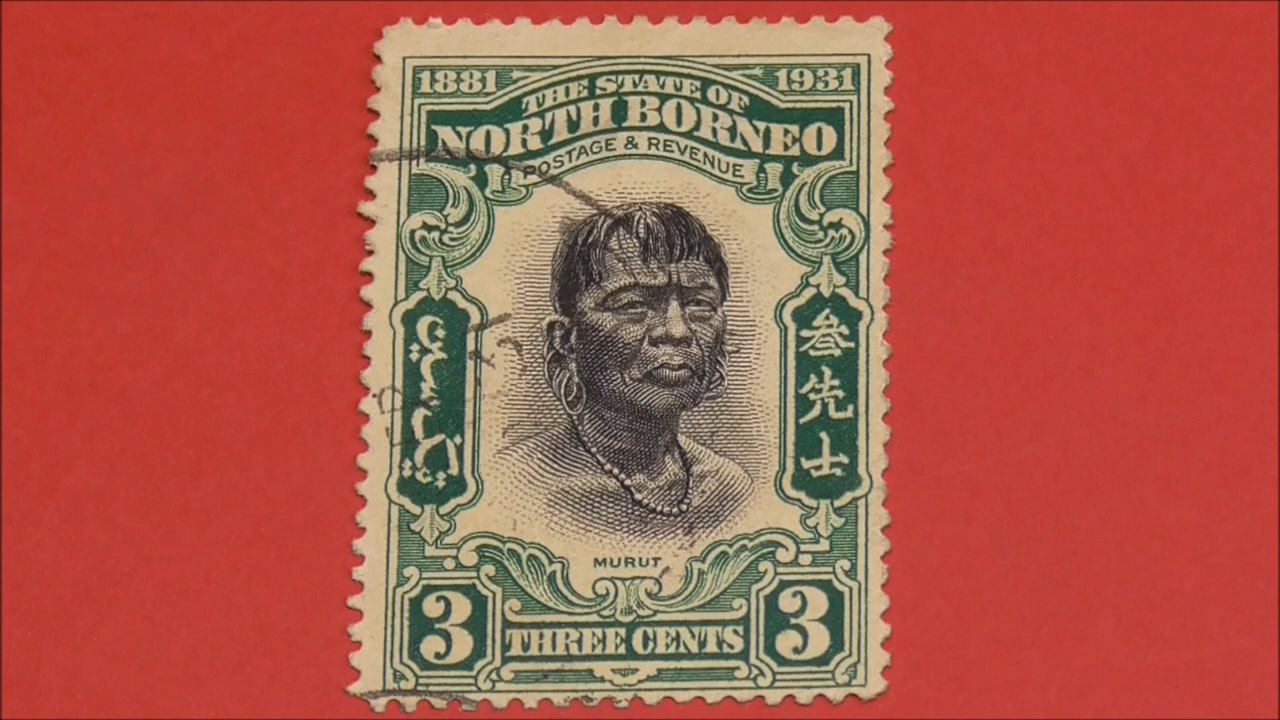 1881 1931
THE STATE OF
NORTH BORNEO
POSTAGE & REVENUE
叁先士
MURUT
3 3
THREE CENTS